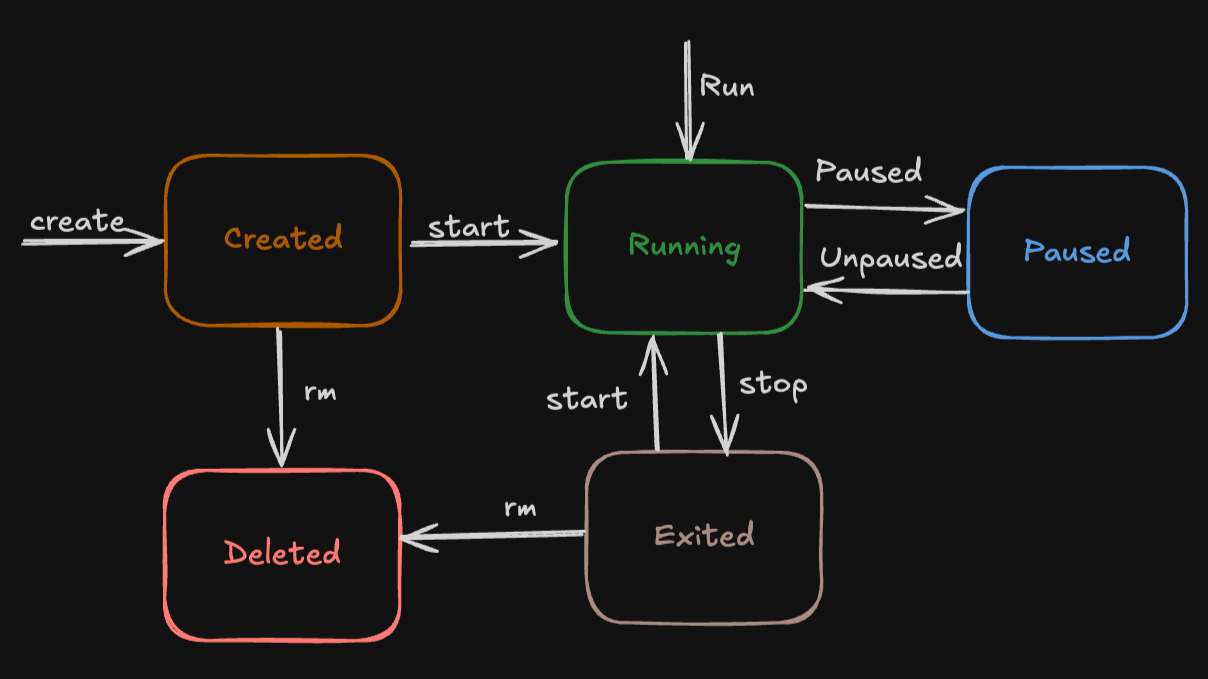 Run
Paused
create
Created
start
Running
Unpaused
Paused
rm
start
stop
Deleted
rm
Exited